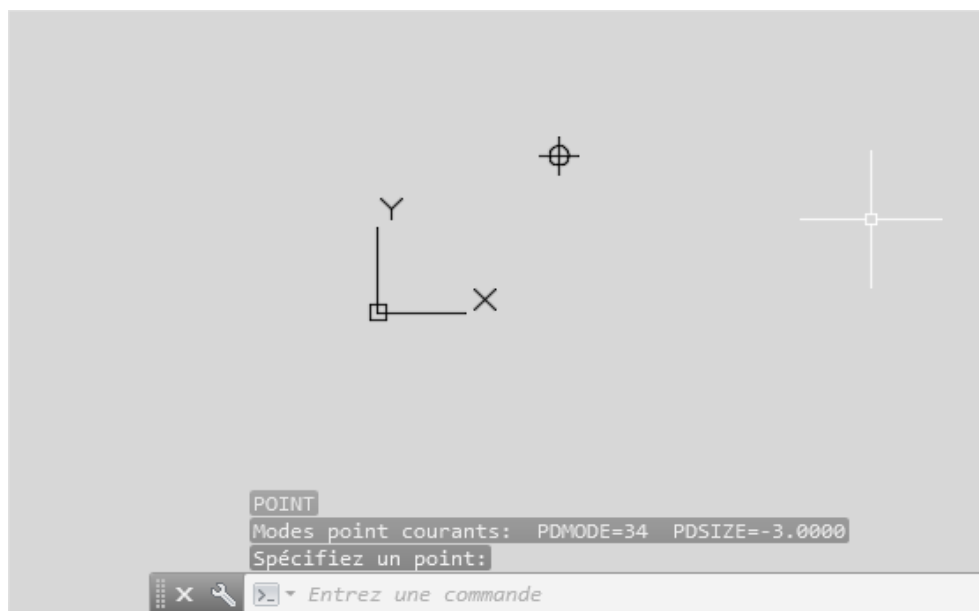 Y
X
POINT
Modes point courants:  PDMODE=34  PDSIZE=-3.0000
Spécifiez un point:
Entrez une commande